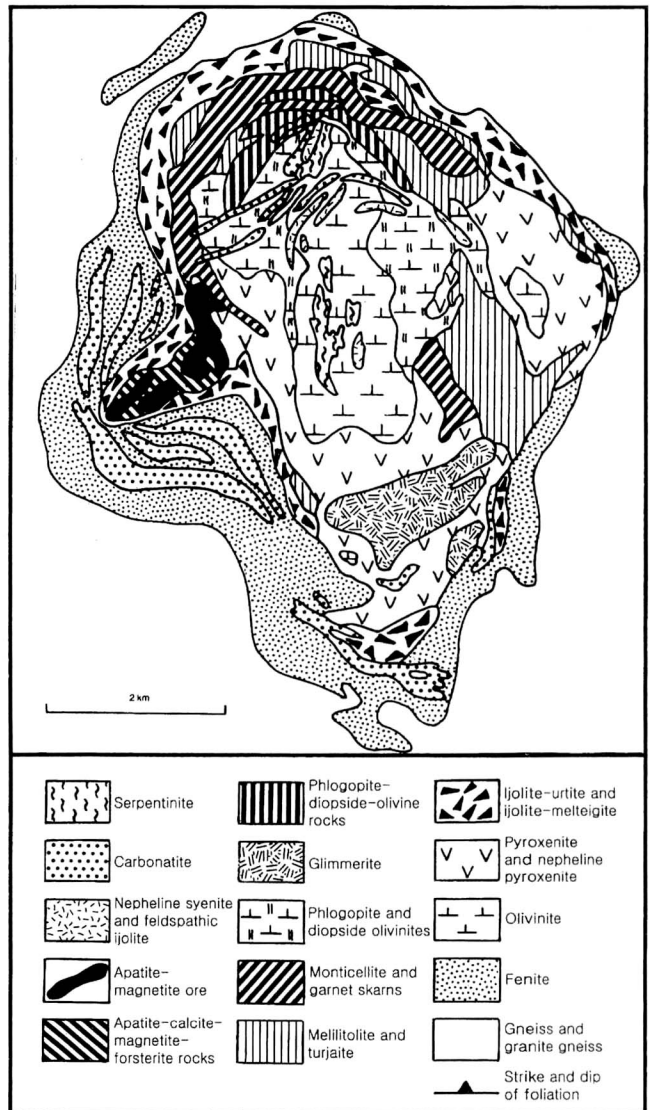 2 km
Serpentinite
Carbonatite
Nepheline syenite
and feldspathic
ijolite
Apatite-
magnetite ore
Apatite-calcite-
magnetite-
forsterite rocks
Phlogopite-
diopside-olivine
rocks
Glimmerite
Phlogopite and
diopside olivinites
Monticellite and
garnet skarns
Melilitolite and
turjaite
Ijolite-urtite and
ijolite-melteigite
Pyroxenite
and nepheline
pyroxenite
Olivinite
Fenite
Gneiss and
granite gneiss
Strike and dip
of foliation